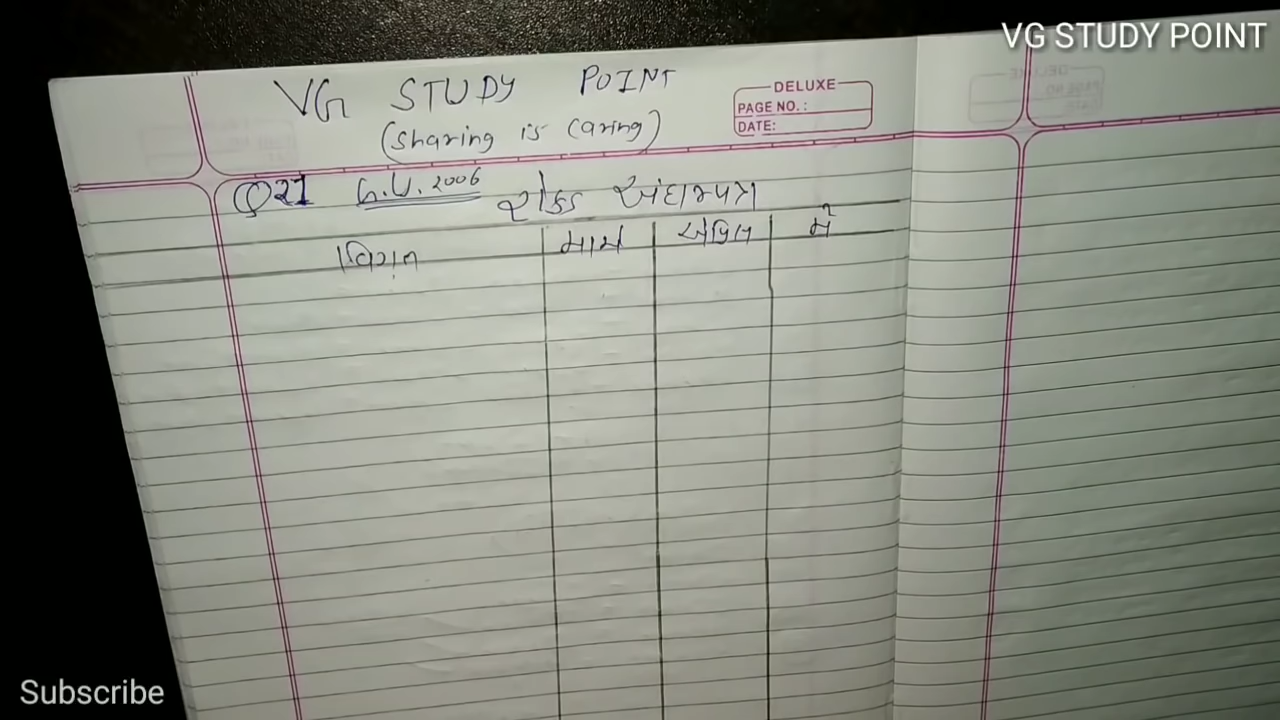 VG STUDY POINT
VG STUDY POINT
(Sharing is Caring)
DELUXE
PAGE NO. :
DATE:
Q21 G.U. 2006 રોકડ અંદાજપત્ર
વિગત માર્ચ એપ્રિલ મે
Subscribe